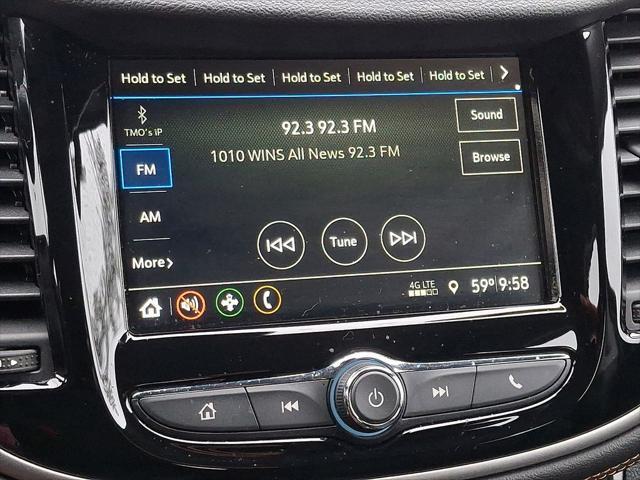 Hold to Set Hold to Set Hold to Set Hold to Set Hold to Set
TMO's iP
92.3 92.3 FM
Sound
1010 WINS All News 92.3 FM
Browse
FM
AM
Tune
More
4G LTE
59° 9:58